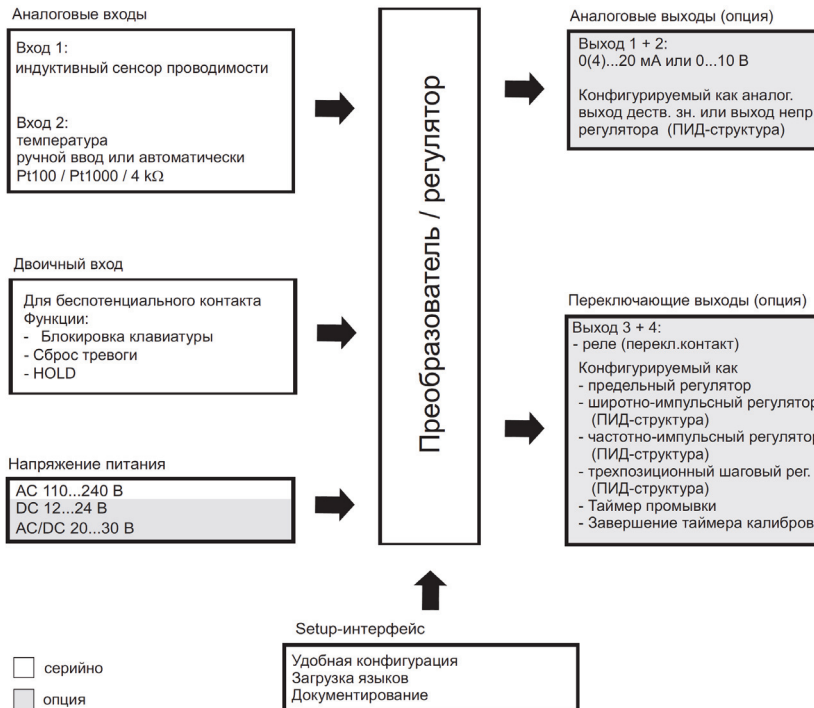 Аналоговые входы
Вход 1:
индуктивный сенсор проводимости
Вход 2:
температура
ручной ввод или автоматически
Pt100 / Pt1000 / 4 kΩ
Двоичный вход
Для беспотенциального контакта
Функции:
- Блокировка клавиатуры
- Сброс тревоги
- HOLD
Напряжение питания
AC 110...240 В
DC 12...24 В
AC/DC 20...30 В
серийно
опция
Преобразователь / регулятор
Setup-интерфейс
Удобная конфигурация
Загрузка языков
Документирование
Аналоговые выходы (опция)
Выход 1 + 2:
0(4)...20 мА или 0...10 В
Конфигурируемый как аналог.
выход деств. зн. или выход непр
регулятора (ПИД-структура)
Переключающие выходы (опция)
Выход 3 + 4:
- реле (перекл.контакт)
Конфигурируемый как
- предельный регулятор
- широтно-импульсный регулятор
(ПИД-структура)
- частотно-импульсный регулятор
(ПИД-структура)
- трехпозиционный шаговый рег.
(ПИД-структура)
- Таймер промывки
- Завершение таймера калибров